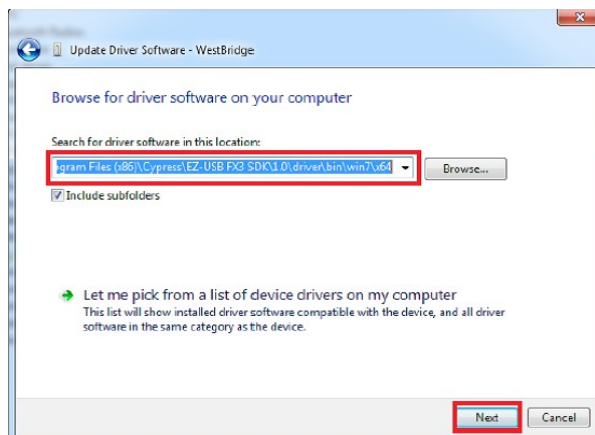 Update Driver Software - WestBridge
Browse for driver software on your computer
Search for driver software in this location:
gram Files (x86)\Cypress\EZ-USB FX3 SDK\1.0\driver\bin\win7\x64
Browse...
Include subfolders
Let me pick from a list of device drivers on my computer
This list will show installed driver software compatible with the device, and all driver
software in the same category as the device.
Next
Cancel